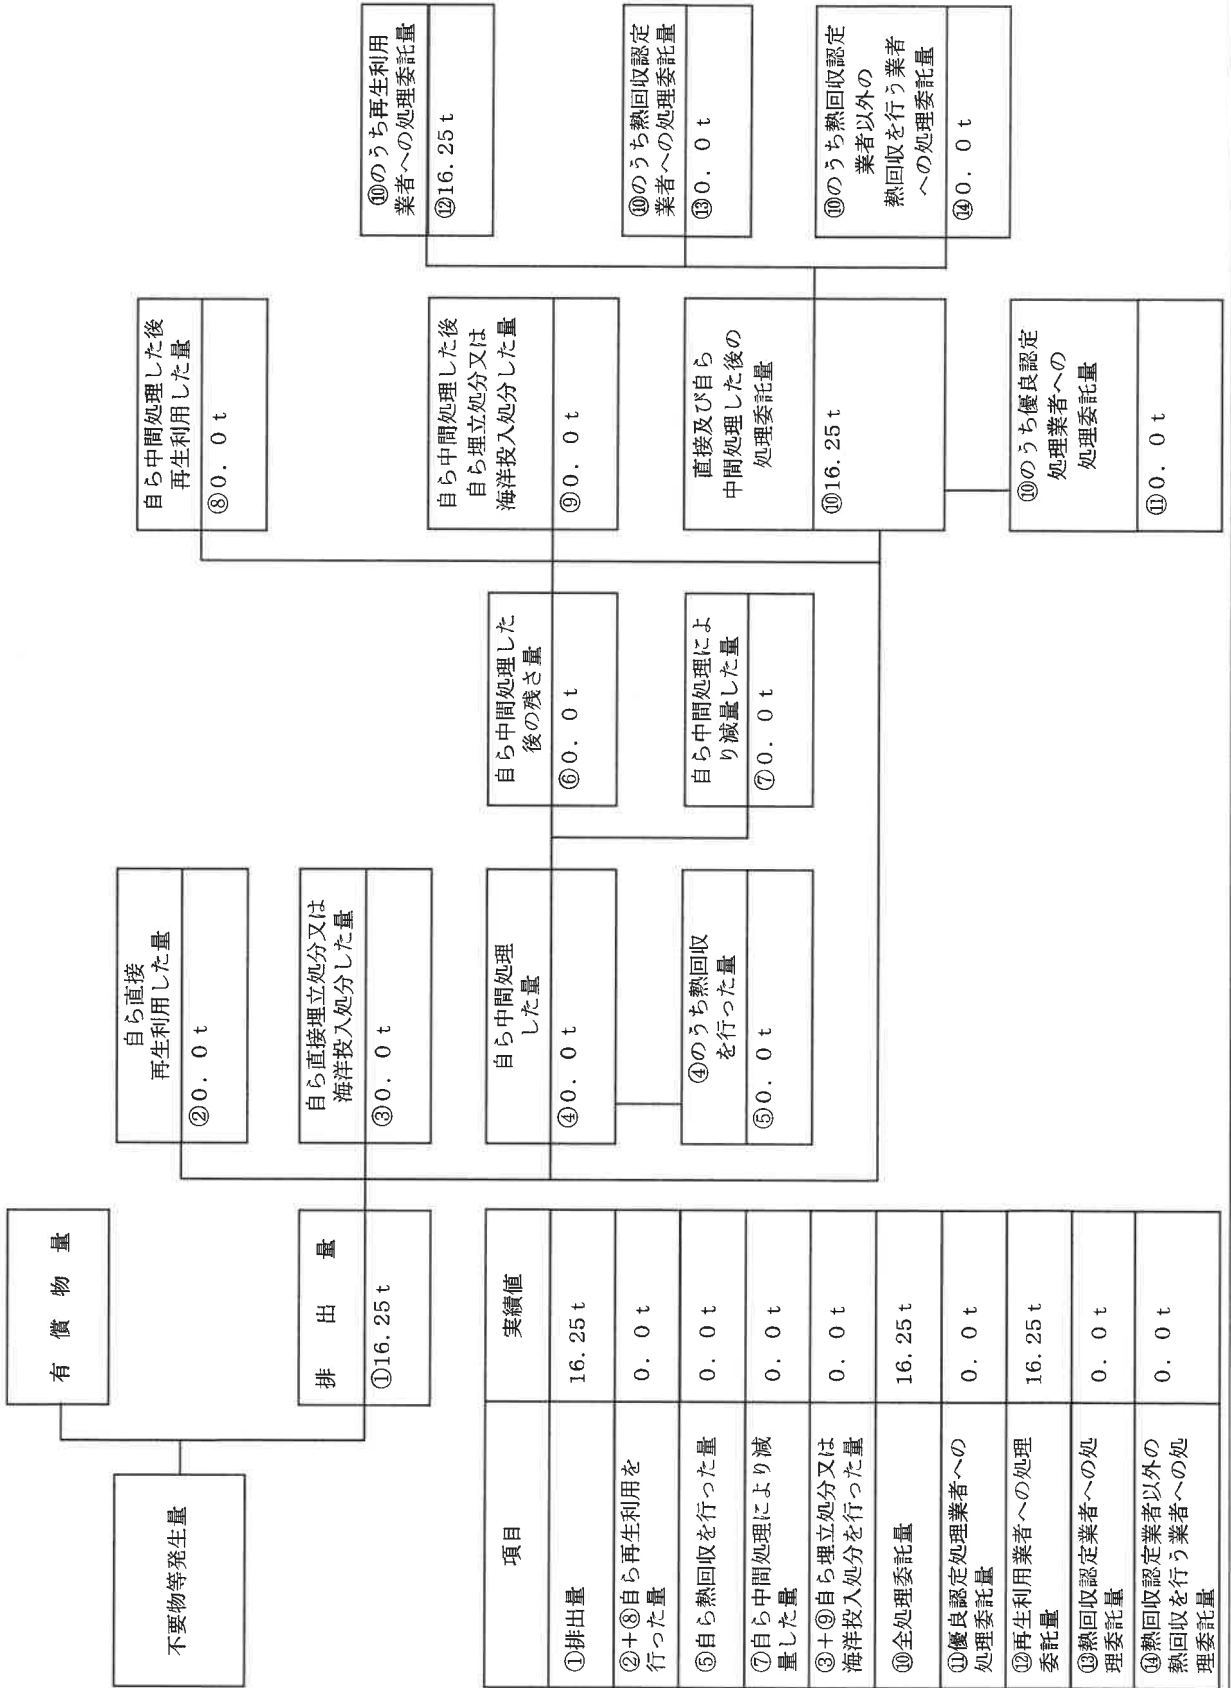 不要物等発生量
有償物量
排出量
①16.25t
自ら直接
再生利用した量
②0.0t
自ら直接埋立処分又は
海洋投入処分した量
③0.0t
自ら中間処理
した量
④0.0t
④のうち熱回収
を行った量
⑤0.0t
自ら中間処理した
後の残さ量
⑥0.0t
自ら中間処理によ
り減量した量
⑦0.0t
自ら中間処理した後
再生利用した量
⑧0.0t
自ら中間処理した後
自ら埋立処分又は
海洋投入処分した量
⑨0.0t
直接及び自ら
中間処理した後の
処理委託量
⑩16.25t
⑩のうち優良認定
処理業者への
処理委託量
⑪0.0t
⑩のうち再生利用
業者への処理委託量
⑫16.25t
⑩のうち熱回収認定
業者への処理委託量
⑬0.0t
⑩のうち熱回収認定
業者以外の
熱回収を行う業者
への処理委託量
⑭0.0t
項目 実績値
①排出量 16.25t
②+⑧自ら再生利用を
行った量 0.0t
⑤自ら熱回収を行った量 0.0t
⑦自ら中間処理により減
量した量 0.0t
③+⑨自ら埋立処分又は
海洋投入処分を行った量 0.0t
⑩全処理委託量 16.25t
⑪優良認定処理業者への
処理委託量 0.0t
⑫再生利用業者への処理
委託量 16.25t
⑬熱回収認定業者への処
理委託量 0.0t
⑭熱回収認定業者以外の
熱回収を行う業者への処
理委託量 0.0t